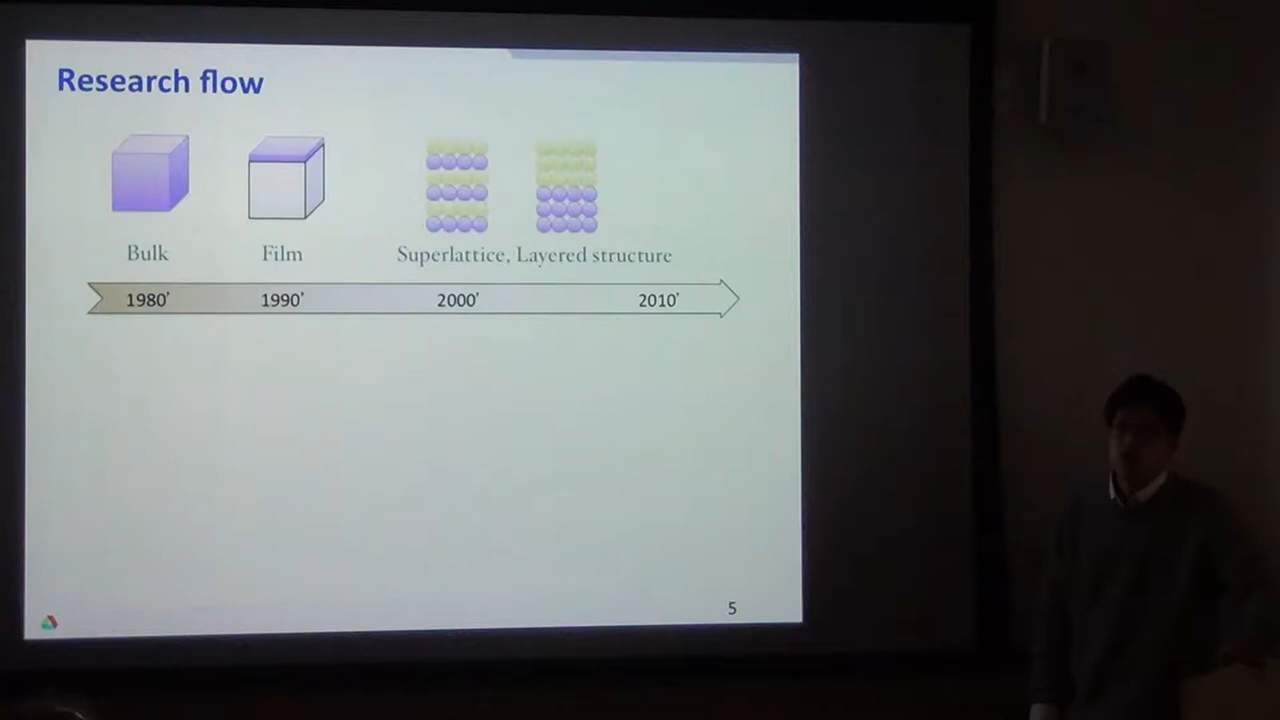 Research flow
Bulk
Film
Superlattice, Layered structure
1980'
1990'
2000'
2010'
5